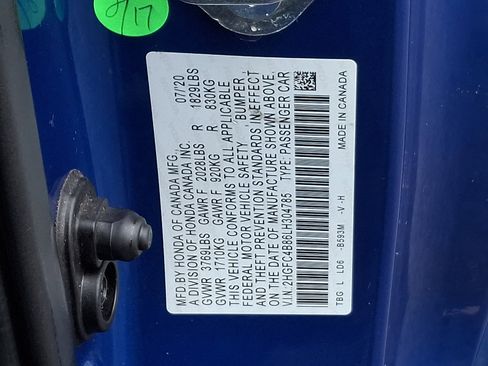 MFD.BY HONDA OF CANADA MFG. 07/20
A DIVISION OF HONDA CANADA INC.
GVWR 3769LBS GAWR F 2028LBS R 1829LBS
GVWR 1710KG GAWR F 920KG R 830KG
THIS VEHICLE CONFORMS TO ALL APPLICABLE
FEDERAL MOTOR VEHICLE SAFETY, BUMPER,
AND THEFT PREVENTION STANDARDS IN EFFECT
ON THE DATE OF MANUFACTURE SHOWN ABOVE.
V.I.N: 2HGFC4B86LH304785 TYPE: PASSENGER CAR
TBG L LD6 -B593M -V -H MADE IN CANADA
/17